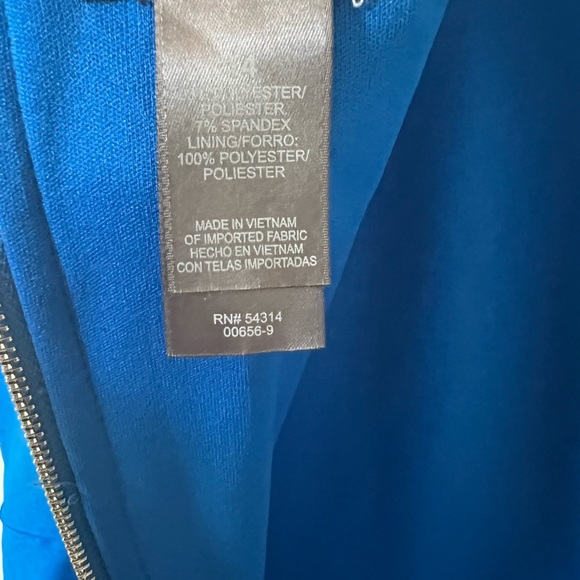 POLIESTER
7% SPANDEX
LINING/FORRO:
100% POLYESTER/
POLIESTER
MADE IN VIETNAM
OF IMPORTED FABRIC
HECHO EN VIETNAM
CON TELAS IMPORTADAS
RN# 54314
00656-9